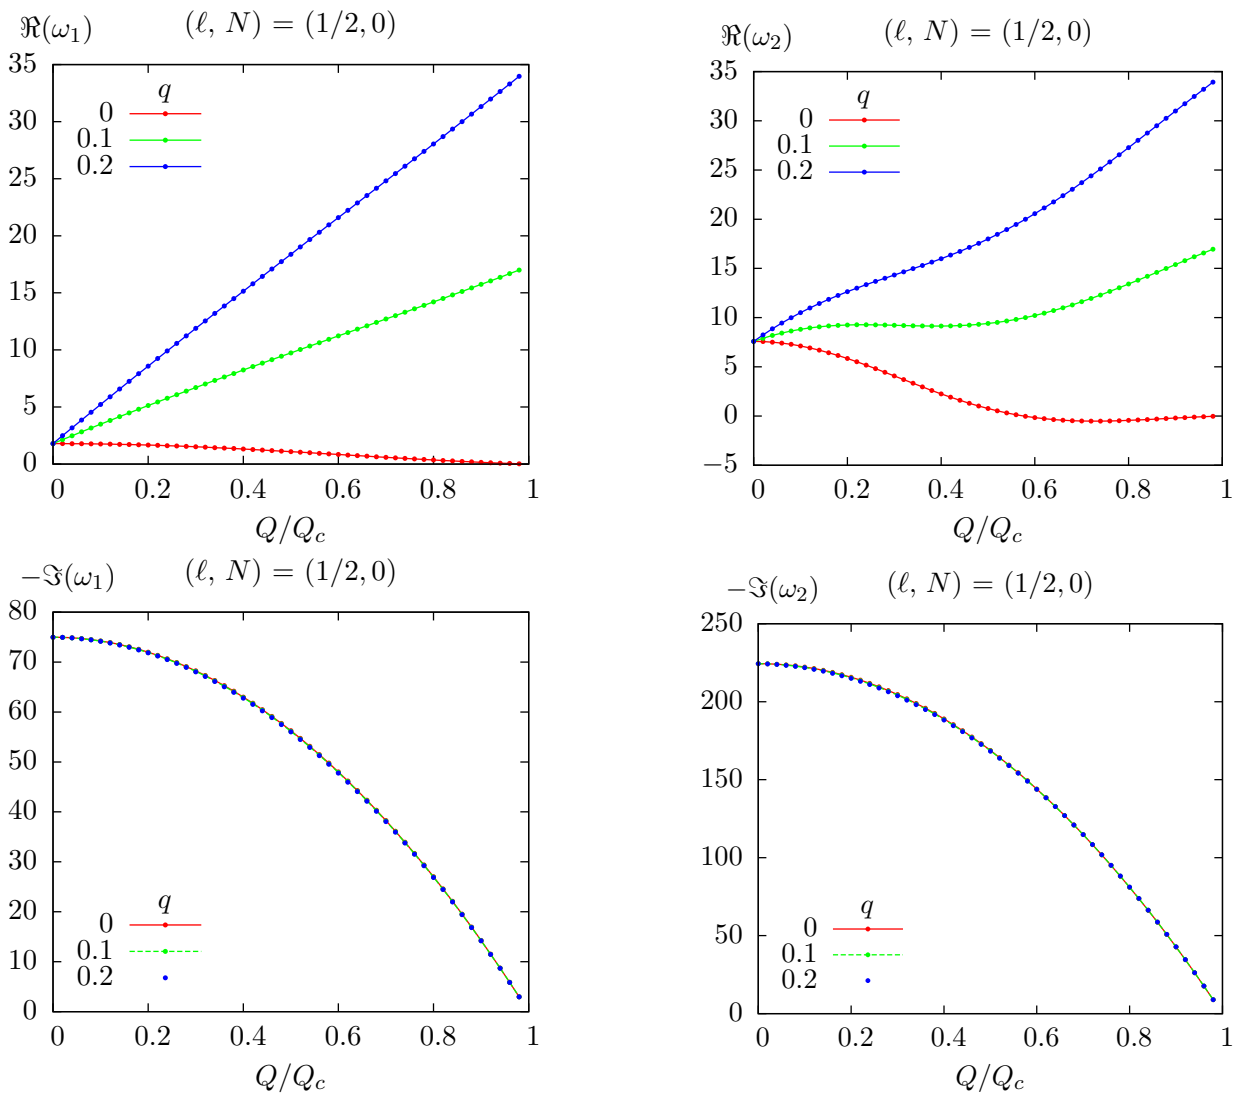 ℜ(ω₁) (ℓ, N) = (1/2, 0)
35
30
25
20
15
10
5
0
q
0
0.1
0.2
0 0.2 0.4 0.6 0.8 1
Q/Q_c
ℜ(ω₂) (ℓ, N) = (1/2, 0)
35
30
25
20
15
10
5
0
−5
q
0
0.1
0.2
0 0.2 0.4 0.6 0.8 1
Q/Q_c
−ℑ(ω₁) (ℓ, N) = (1/2, 0)
80
70
60
50
40
30
20
10
0
q
0
0.1
0.2
0 0.2 0.4 0.6 0.8 1
Q/Q_c
−ℑ(ω₂) (ℓ, N) = (1/2, 0)
250
200
150
100
50
0
q
0
0.1
0.2
0 0.2 0.4 0.6 0.8 1
Q/Q_c